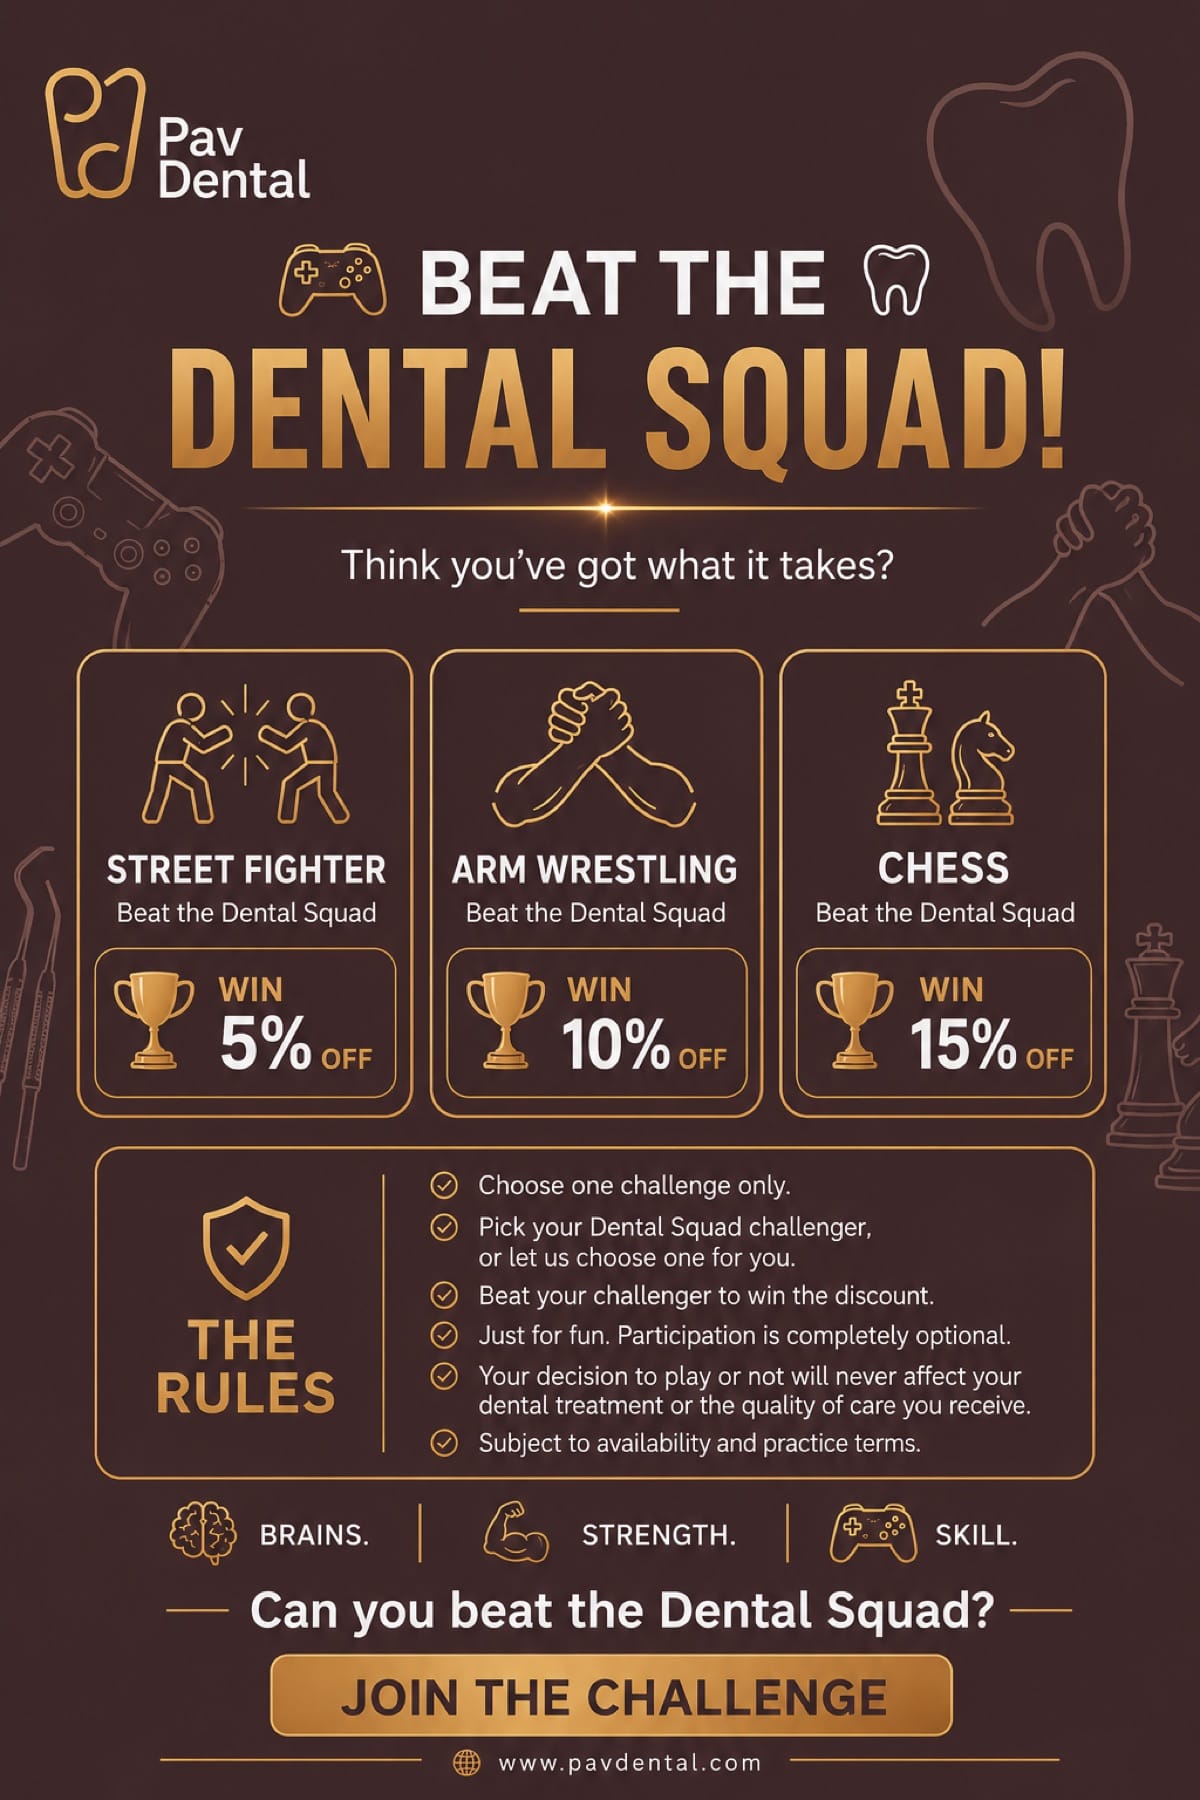 Pav
Dental
BEAT THE
DENTAL SQUAD!
Think you've got what it takes?
STREET FIGHTER
Beat the Dental Squad
WIN
5% OFF
ARM WRESTLING
Beat the Dental Squad
WIN
10% OFF
CHESS
Beat the Dental Squad
WIN
15% OFF
THE
RULES
Choose one challenge only.
Pick your Dental Squad challenger,
or let us choose one for you.
Beat your challenger to win the discount.
Just for fun. Participation is completely optional.
Your decision to play or not will never affect your
dental treatment or the quality of care you receive.
Subject to availability and practice terms.
BRAINS.
STRENGTH.
SKILL.
Can you beat the Dental Squad?
JOIN THE CHALLENGE
www.pavdental.com